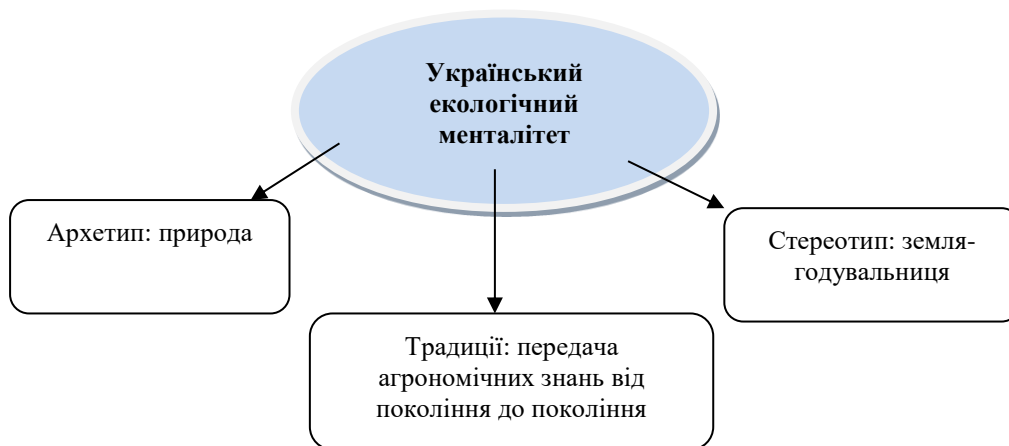 Український
екологічний
менталітет
Архетип: природа
Стереотип: земля-
годувальниця
Традиції: передача
агрономічних знань від
покоління до покоління